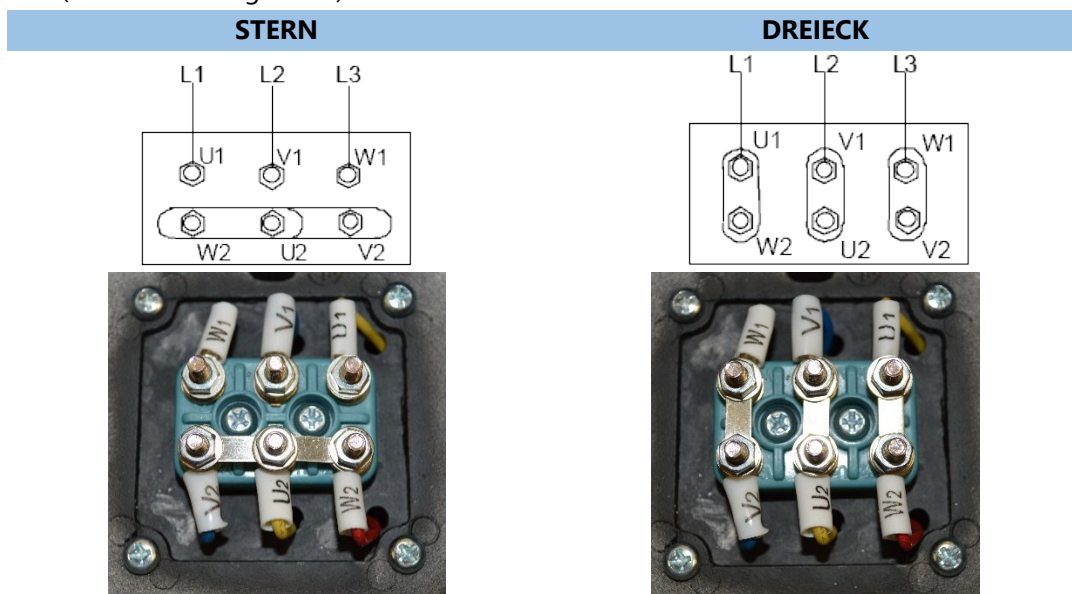 STERN
DREIECK
L1 L2 L3
U1 V1 W1
W2 U2 V2
L1 L2 L3
U1 V1 W1
W2 U2 V2
W1 V1 U1
V2 U2 W2
W1 V1 U1
V2 U2 W2